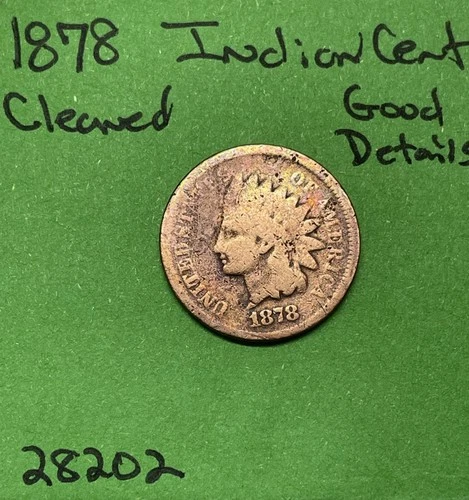 1878 Indian Cent
Cleaned Good
Details
UNITED STATES OF AMERICA
1878
28202